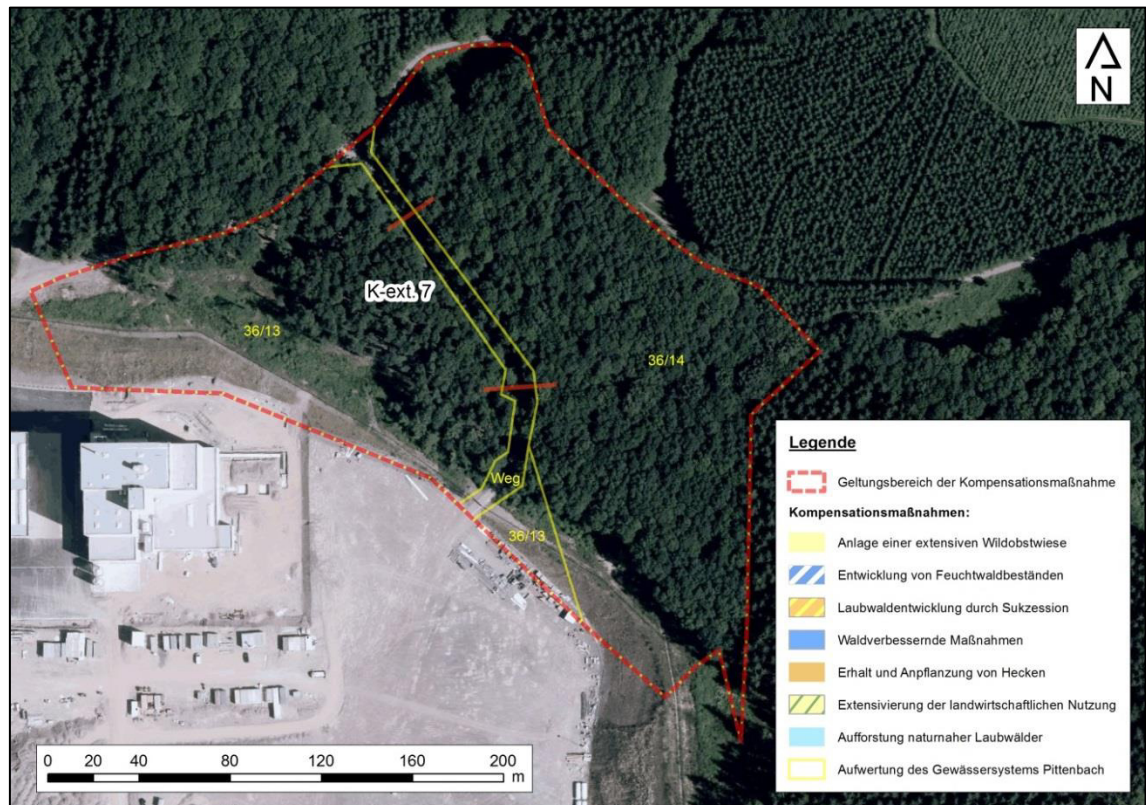 N
K-ext. 7
36/13
36/14
Weg
36/13
Legende
Geltungsbereich der Kompensationsmaßnahme
Kompensationsmaßnahmen:
Anlage einer extensiven Wildobstwiese
Entwicklung von Feuchtwaldbeständen
Laubwaldentwicklung durch Sukzession
Waldverbessernde Maßnahmen
Erhalt und Anpflanzung von Hecken
Extensivierung der landwirtschaftlichen Nutzung
Aufforstung naturnaher Laubwälder
Aufwertung des Gewässersystems Pittenbach
0 20 40 80 120 160 200
m